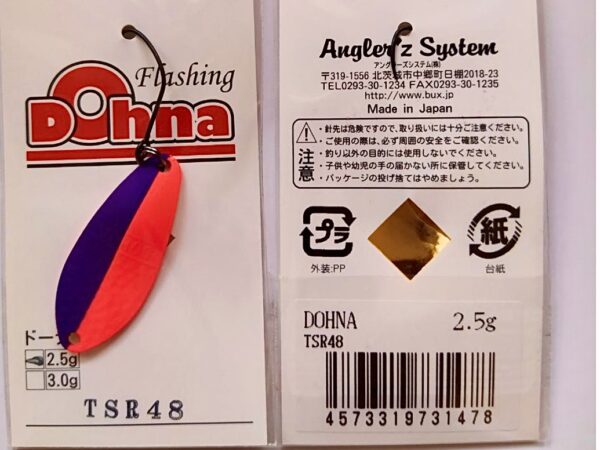 Flashing
Dohna
ドーナ
2.5g
3.0g
TSR48
Angler'z System
アングラーズシステム(株)
〒319-1556 北茨城市中郷町日棚2018-23
TEL0293-30-1234 FAX0293-30-1235
http://www.bux.jp
Made in Japan
注意
・針先は危険ですので、取り扱いには十分ご注意ください。
・ご使用の際は、必ず周囲の安全をご確認ください。
・釣り以外の目的には使用しないでください。
・子供や幼児の手の届かない所に保管してください。
・パッケージの投げ捨てはやめましょう。
プラ
外装:PP
紙
台紙
DOHNA 2.5g
TSR48
4573319731478